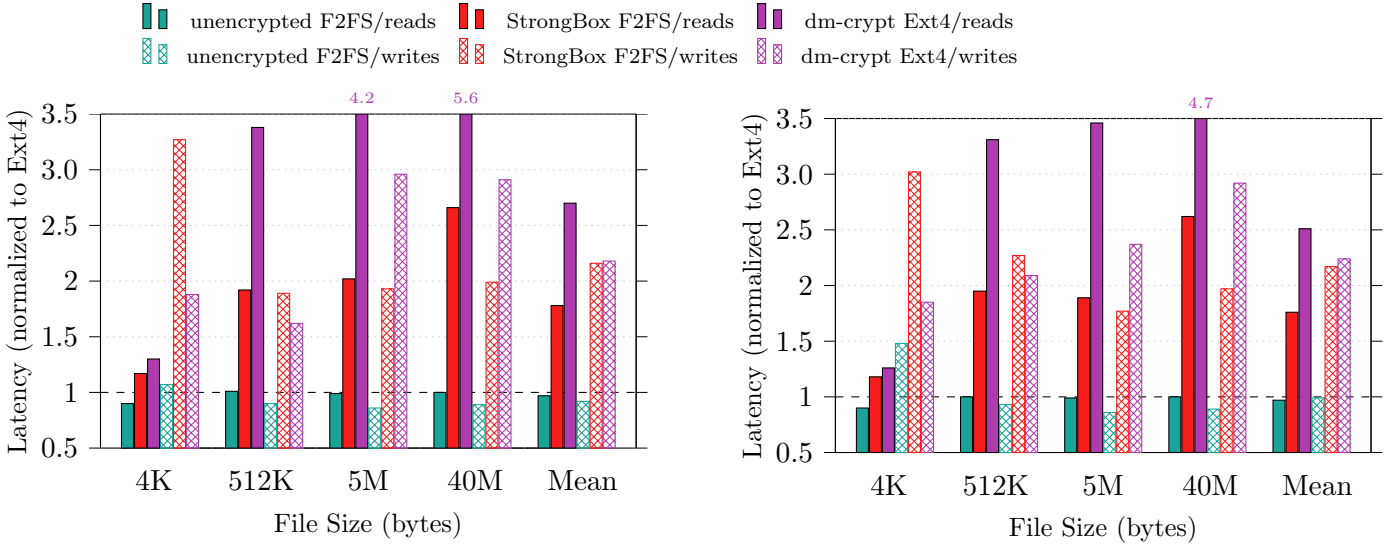 unencrypted F2FS/reads StrongBox F2FS/reads dm-crypt Ext4/reads
unencrypted F2FS/writes StrongBox F2FS/writes dm-crypt Ext4/writes
4.2 5.6
3.5
3.0
2.5
2
1.5
1
0.5
Latency (normalized to Ext4)
4K 512K 5M 40M Mean
File Size (bytes)
4.7
3.5
3.0
2.5
2
1.5
1
0.5
Latency (normalized to Ext4)
4K 512K 5M 40M Mean
File Size (bytes)